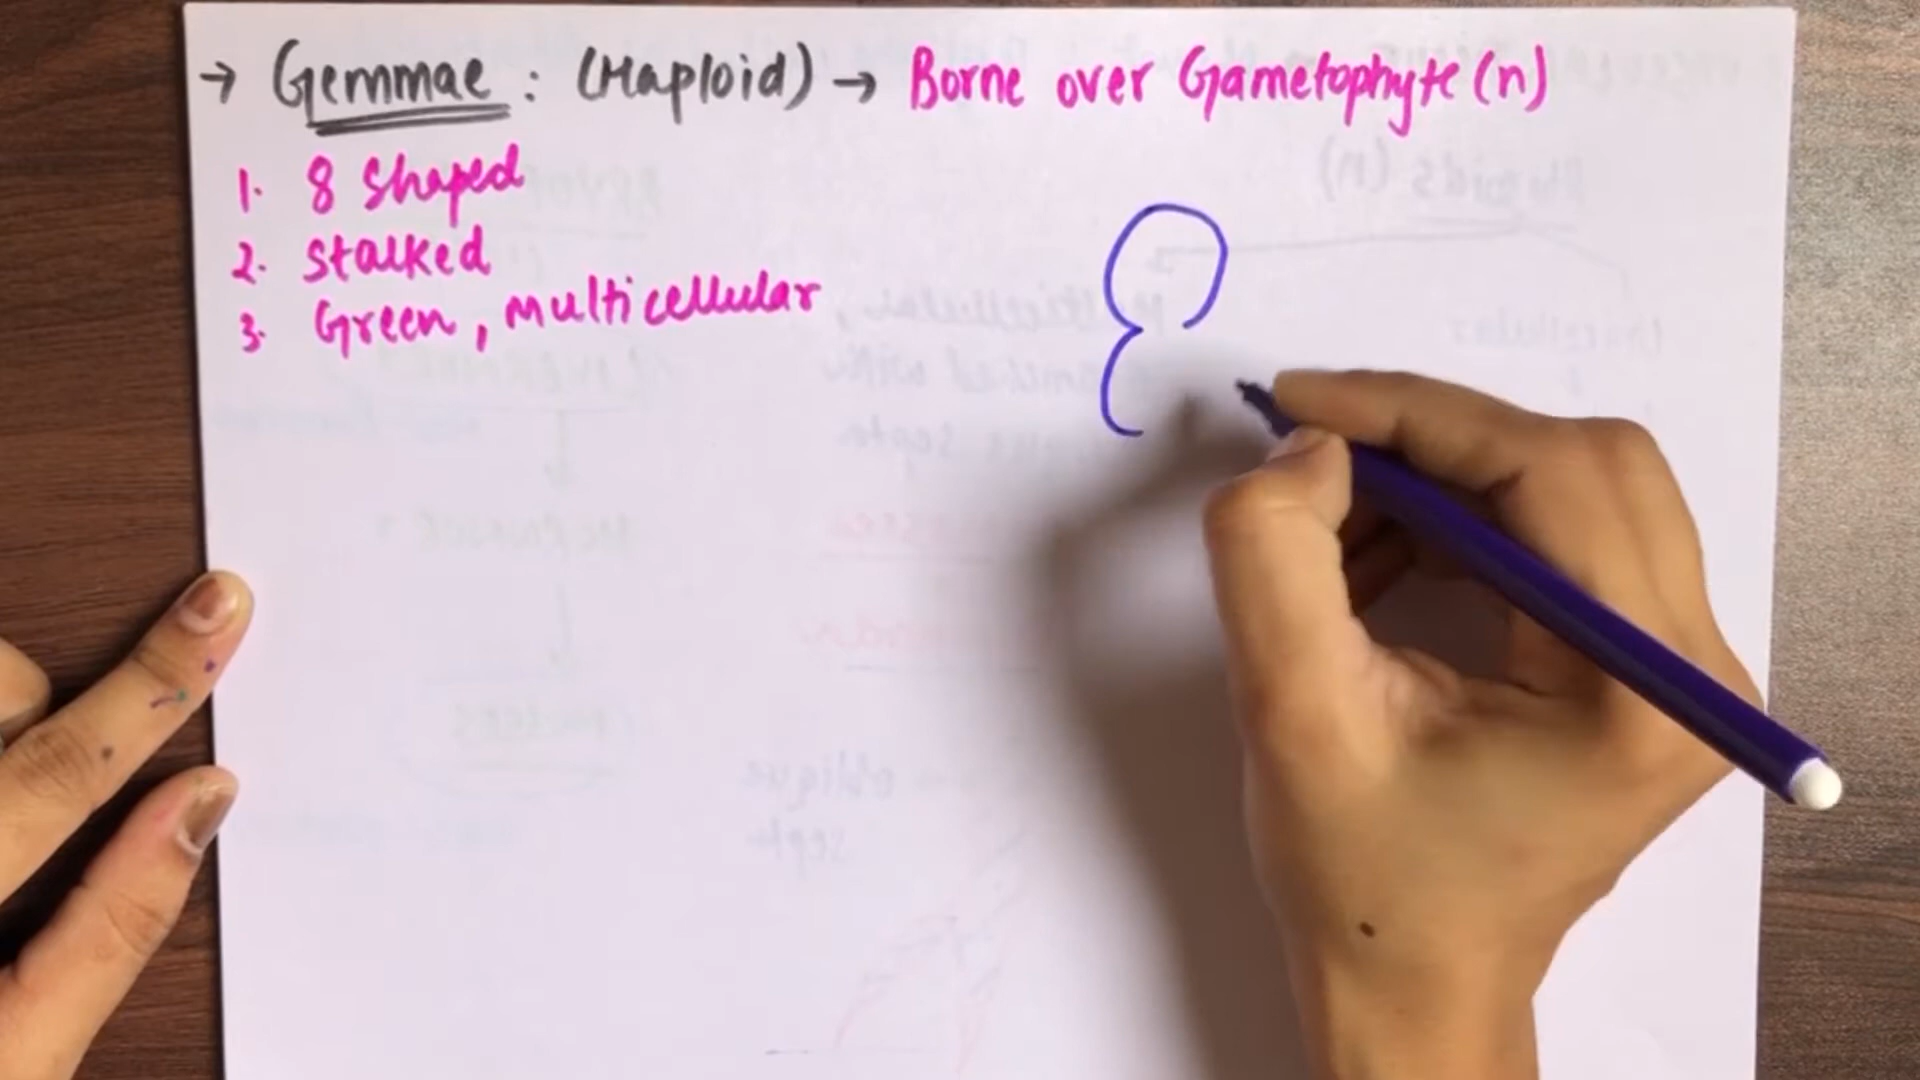 → Gemmae : (Haploid) → Borne over Gametophyte (n)
1. 8 shaped
2. stalked
3. Green, multicellular